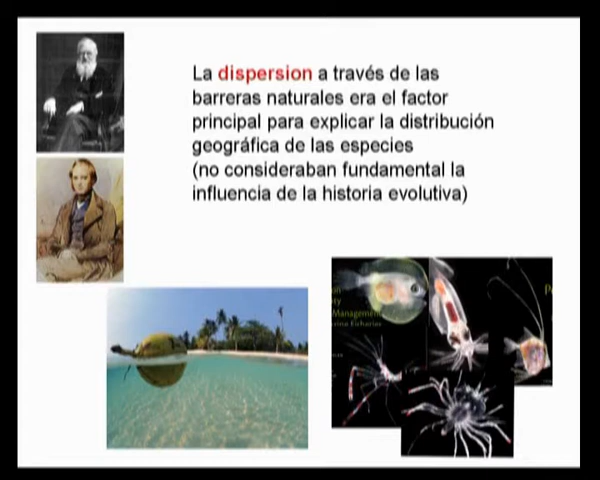 La dispersion a través de las
barreras naturales era el factor
principal para explicar la distribución
geográfica de las especies
(no consideraban fundamental la
influencia de la historia evolutiva)
Management